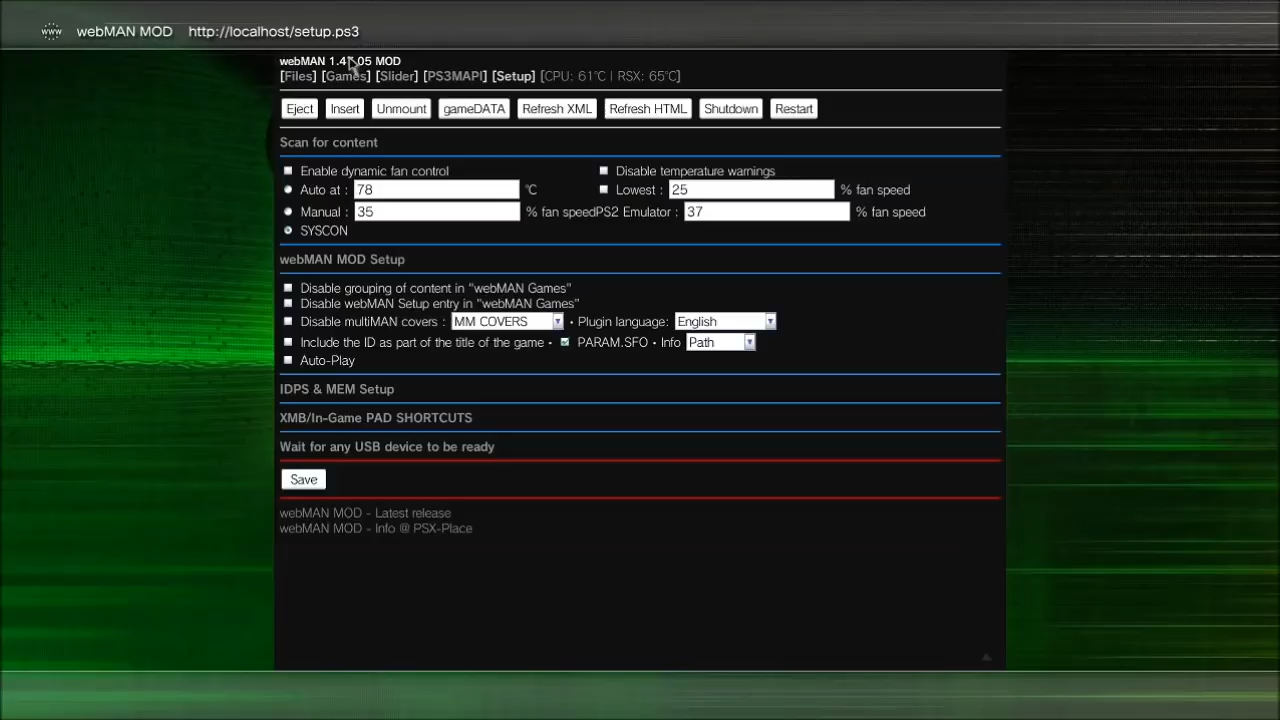 www webMAN MOD http://localhost/setup.ps3
webMAN MOD
[Files] [Games] [Slider] [PS3MAPI] [Setup] [CPU: 61°C | RSX: 65°C]
Eject Insert Unmount gameDATA Refresh XML Refresh HTML Shutdown Restart
Scan for content
Enable dynamic fan control Disable temperature warnings
Auto at : 78 °C Lowest : 25 % fan speed
Manual : 35 % fan speedPS2 Emulator : 37 % fan speed
SYSCON
webMAN MOD Setup
Disable grouping of content in "webMAN Games"
Disable webMAN Setup entry in "webMAN Games"
Disable multiMAN covers : MM COVERS • Plugin language: English
Include the ID as part of the title of the game • PARAM.SFO • Info Path
Auto-Play
IDPS & MEM Setup
XMB/In-Game PAD SHORTCUTS
Wait for any USB device to be ready
Save
webMAN MOD - Latest release
webMAN MOD - Info @ PSX-Place